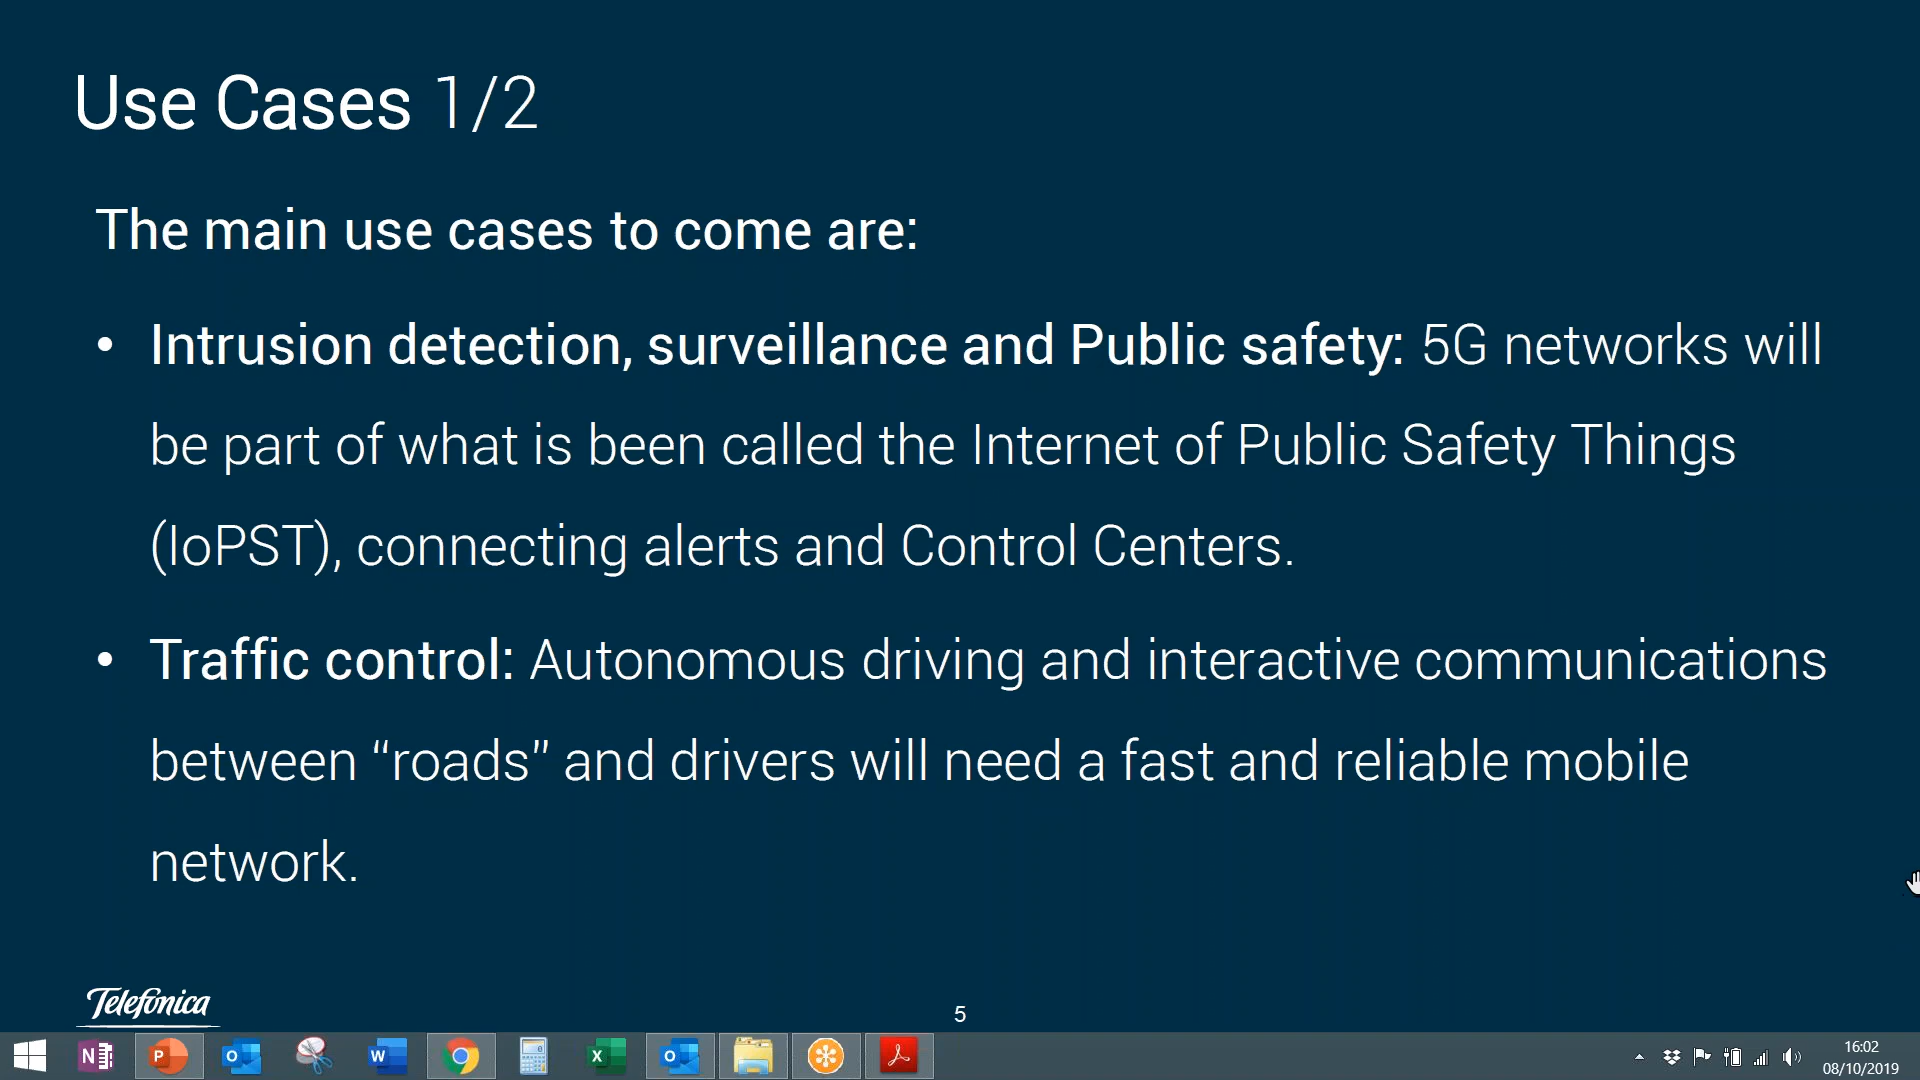 Use Cases 1/2
The main use cases to come are:
• Intrusion detection, surveillance and Public safety: 5G networks will
be part of what is been called the Internet of Public Safety Things
(IoPST), connecting alerts and Control Centers.
• Traffic control: Autonomous driving and interactive communications
between “roads” and drivers will need a fast and reliable mobile
network.
Telefónica
5
16:02
08/10/2019